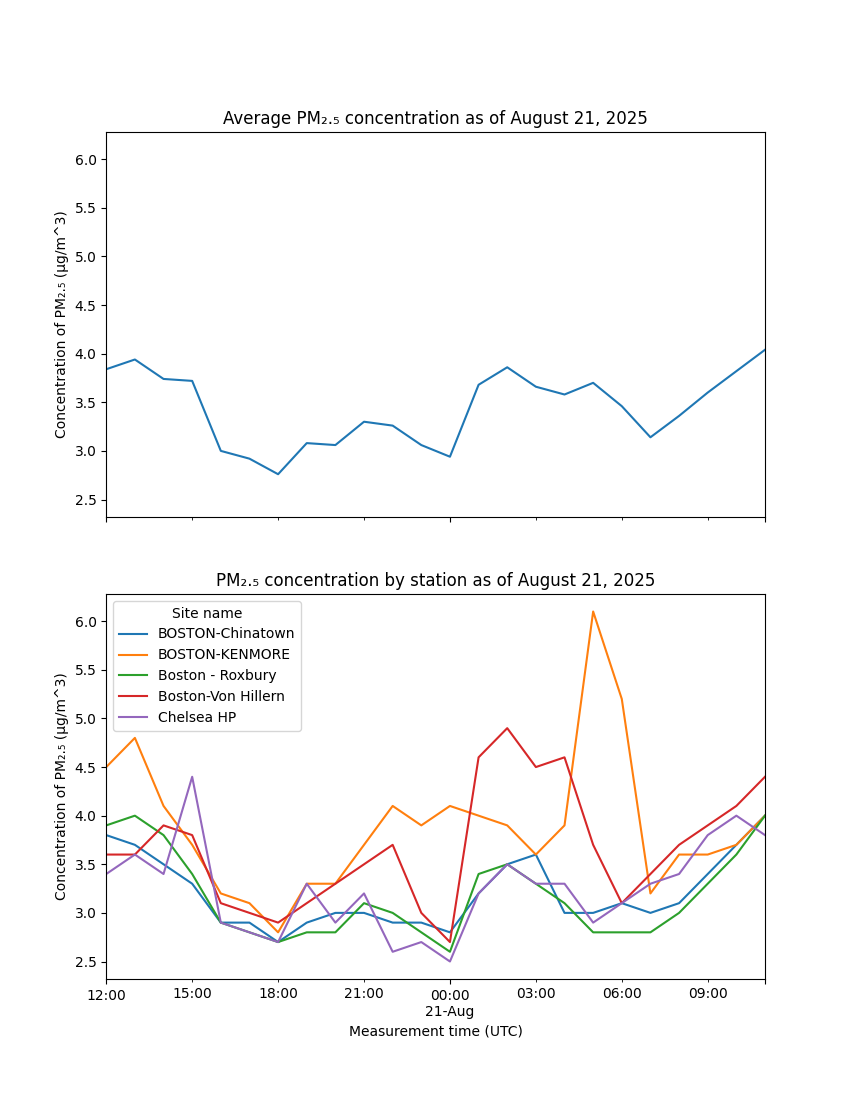 Average PM₂.₅ concentration as of August 21, 2025
Concentration of PM₂.₅ (µg/m^3)
6.0
5.5
5.0
4.5
4.0
3.5
3.0
2.5
PM₂.₅ concentration by station as of August 21, 2025
Concentration of PM₂.₅ (µg/m^3)
6.0
5.5
5.0
4.5
4.0
3.5
3.0
2.5
Site name
BOSTON-Chinatown
BOSTON-KENMORE
Boston - Roxbury
Boston-Von Hillern
Chelsea HP
12:00 15:00 18:00 21:00 00:00 03:00 06:00 09:00
21-Aug
Measurement time (UTC)